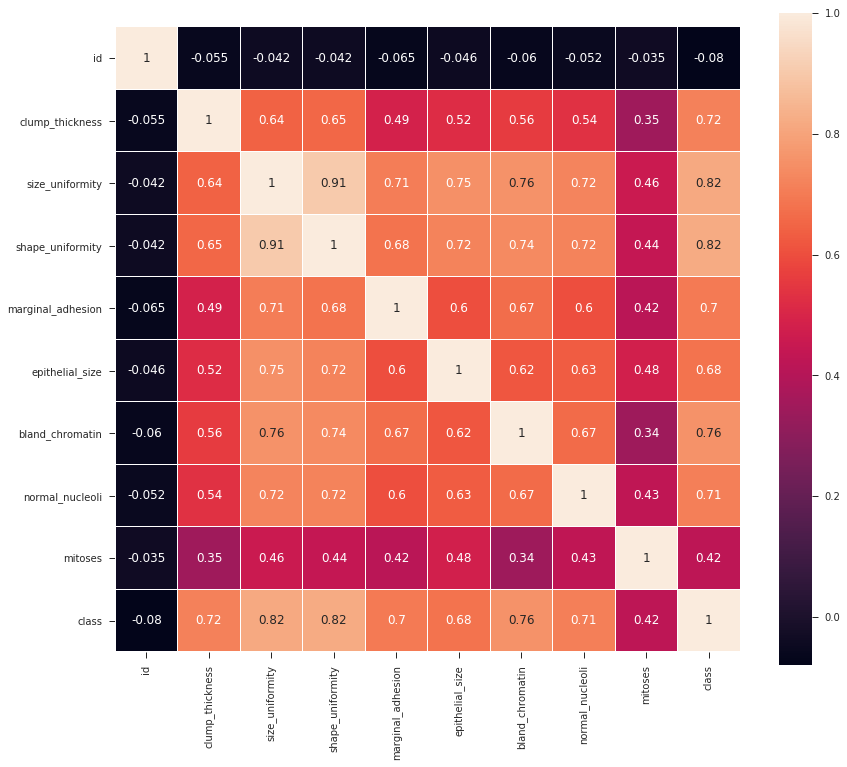 id 1 -0.055 -0.042 -0.042 -0.065 -0.046 -0.06 -0.052 -0.035 -0.08
clump_thickness -0.055 1 0.64 0.65 0.49 0.52 0.56 0.54 0.35 0.72
size_uniformity -0.042 0.64 1 0.91 0.71 0.75 0.76 0.72 0.46 0.82
shape_uniformity -0.042 0.65 0.91 1 0.68 0.72 0.74 0.72 0.44 0.82
marginal_adhesion -0.065 0.49 0.71 0.68 1 0.6 0.67 0.6 0.42 0.7
epithelial_size -0.046 0.52 0.75 0.72 0.6 1 0.62 0.63 0.48 0.68
bland_chromatin -0.06 0.56 0.76 0.74 0.67 0.62 1 0.67 0.34 0.76
normal_nucleoli -0.052 0.54 0.72 0.72 0.6 0.63 0.67 1 0.43 0.71
mitoses -0.035 0.35 0.46 0.44 0.42 0.48 0.34 0.43 1 0.42
class -0.08 0.72 0.82 0.82 0.7 0.68 0.76 0.71 0.42 1
id
clump_thickness
size_uniformity
shape_uniformity
marginal_adhesion
epithelial_size
bland_chromatin
normal_nucleoli
mitoses
class
1.0
0.8
0.6
0.4
0.2
0.0